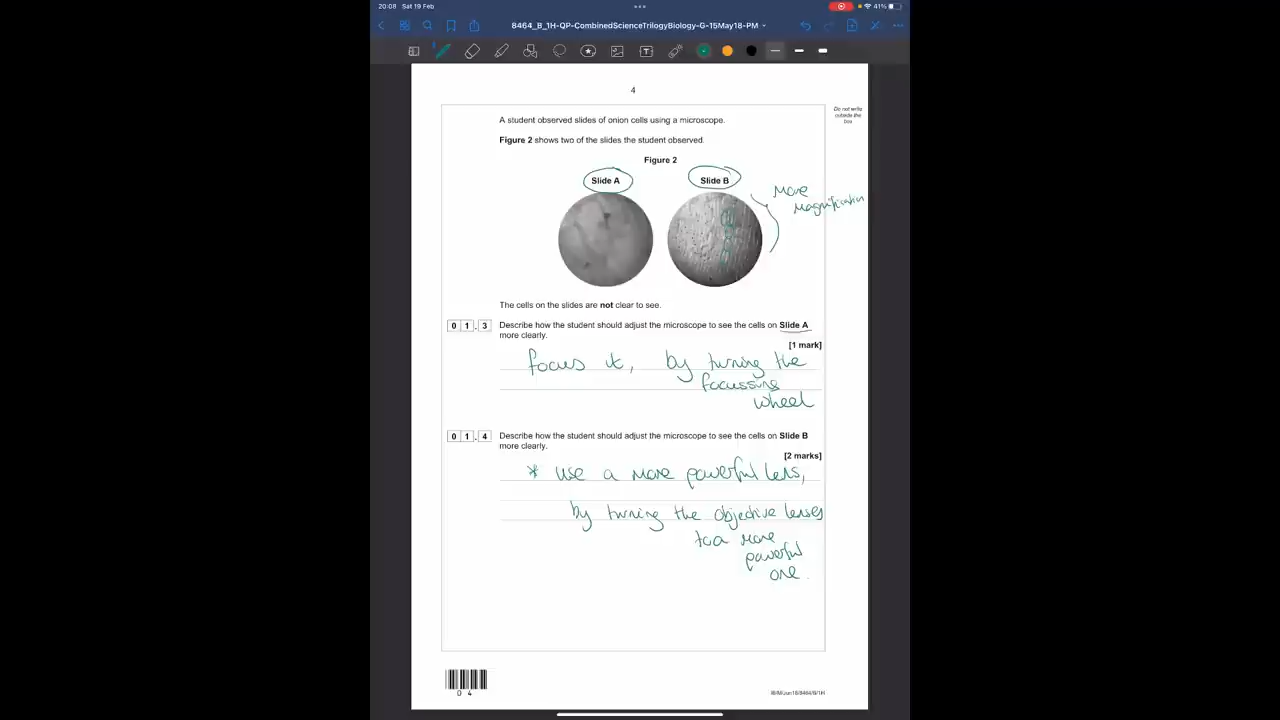 20:08 Sat 19 Feb
41%
8464_B_1H-QP-CombinedScienceTrilogyBiology-G-15May18-PM
4
Do not write
outside the
box
A student observed slides of onion cells using a microscope.
Figure 2 shows two of the slides the student observed.
Figure 2
Slide A
Slide B
More
magnification
The cells on the slides are not clear to see.
0 1 . 3 Describe how the student should adjust the microscope to see the cells on Slide A
more clearly.
[1 mark]
focus it, by turning the
focussing
wheel
0 1 . 4 Describe how the student should adjust the microscope to see the cells on Slide B
more clearly.
[2 marks]
* use a more powerful lens,
by turning the objective lenses
to a more
powerful
one.
0 4
IB/M/Jun18/8464/B/1H